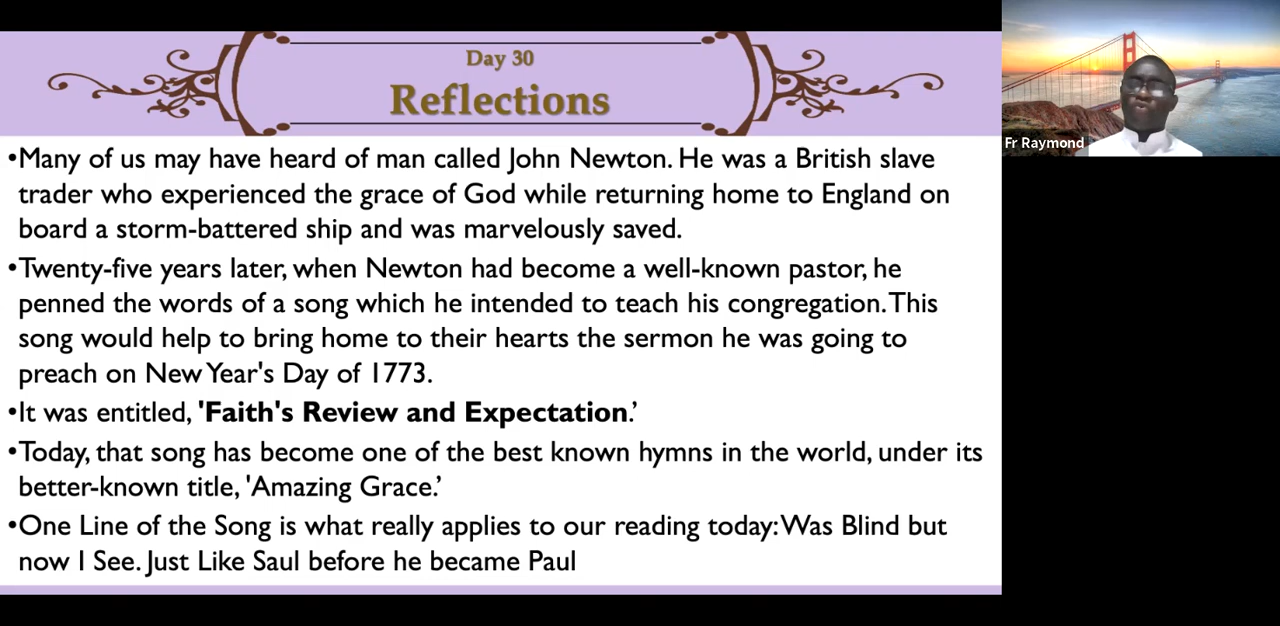 Day 30
Reflections
•Many of us may have heard of man called John Newton. He was a British slave
trader who experienced the grace of God while returning home to England on
board a storm-battered ship and was marvelously saved.
•Twenty-five years later, when Newton had become a well-known pastor, he
penned the words of a song which he intended to teach his congregation. This
song would help to bring home to their hearts the sermon he was going to
preach on New Year's Day of 1773.
•It was entitled, 'Faith's Review and Expectation.’
•Today, that song has become one of the best known hymns in the world, under its
better-known title, 'Amazing Grace.’
•One Line of the Song is what really applies to our reading today: Was Blind but
now I See. Just Like Saul before he became Paul
Fr Raymond